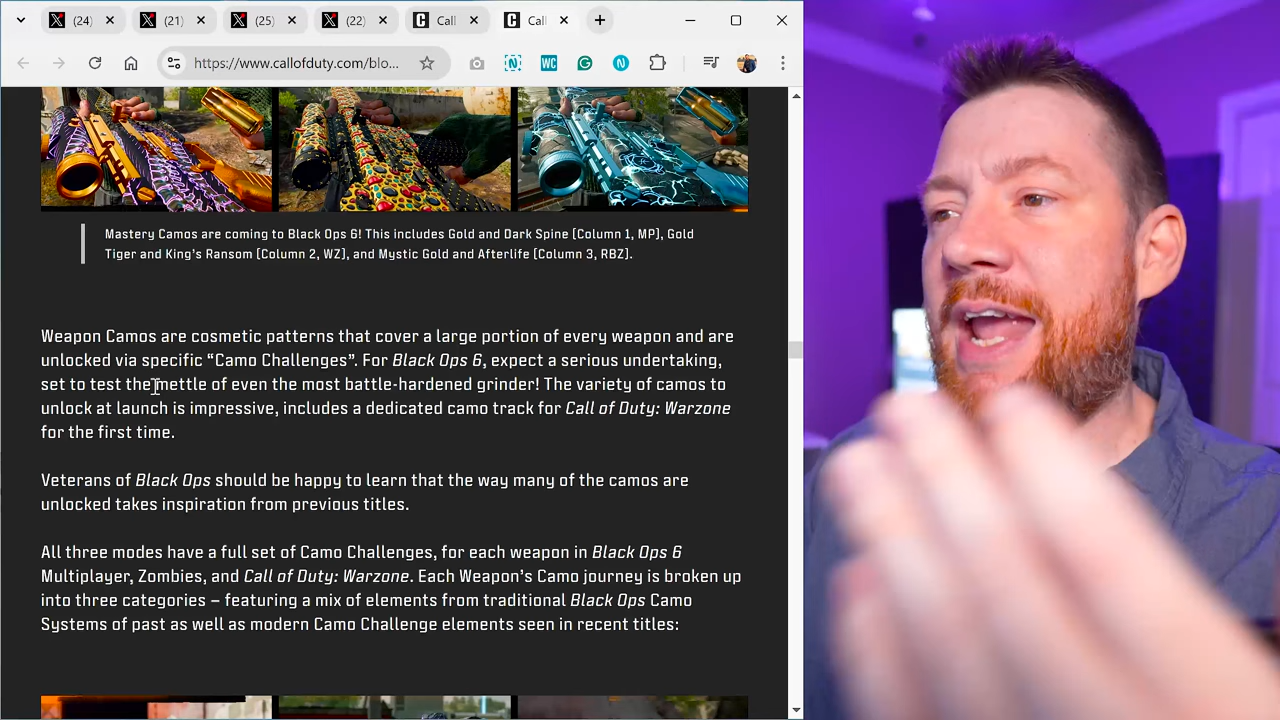 (24)
(21)
(25)
(22)
Call
Cal
https://www.callofduty.com/blo...
WC
Mastery Camos are coming to Black Ops 6! This includes Gold and Dark Spine (Column 1, MP), Gold
Tiger and King's Ransom (Column 2, WZ), and Mystic Gold and Afterlife (Column 3, RBZ).
Weapon Camos are cosmetic patterns that cover a large portion of every weapon and are
unlocked via specific “Camo Challenges”. For Black Ops 6, expect a serious undertaking,
set to test the mettle of even the most battle-hardened grinder! The variety of camos to
unlock at launch is impressive, includes a dedicated camo track for Call of Duty: Warzone
for the first time.
Veterans of Black Ops should be happy to learn that the way many of the camos are
unlocked takes inspiration from previous titles.
All three modes have a full set of Camo Challenges, for each weapon in Black Ops 6
Multiplayer, Zombies, and Call of Duty: Warzone. Each Weapon's Camo journey is broken up
into three categories – featuring a mix of elements from traditional Black Ops Camo
Systems of past as well as modern Camo Challenge elements seen in recent titles: